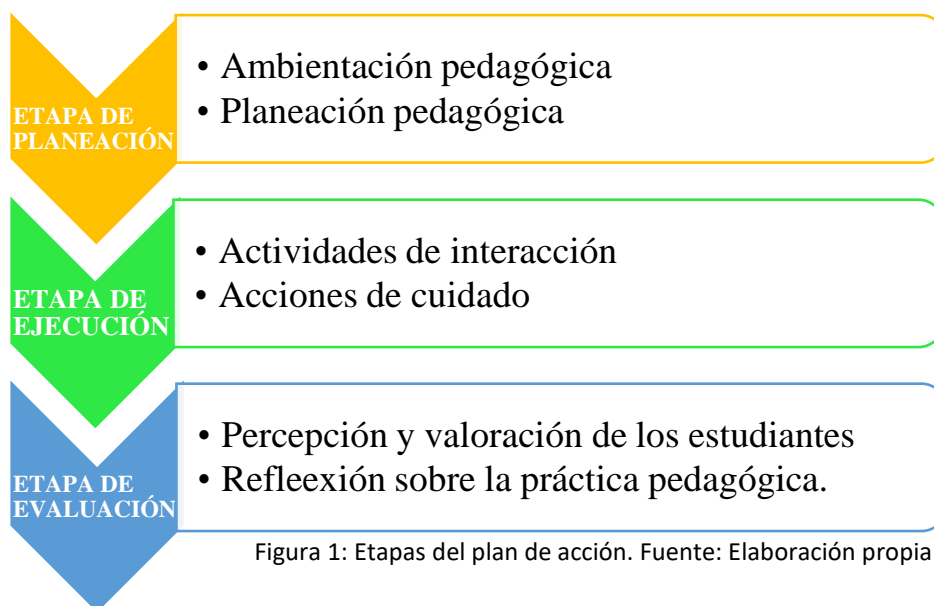 ETAPA DE
PLANEACIÓN
• Ambientación pedagógica
• Planeación pedagógica
ETAPA DE
EJECUCIÓN
• Actividades de interacción
• Acciones de cuidado
ETAPA DE
EVALUACIÓN
• Percepción y valoración de los estudiantes
• Refleexión sobre la práctica pedagógica.
Figura 1: Etapas del plan de acción. Fuente: Elaboración propia